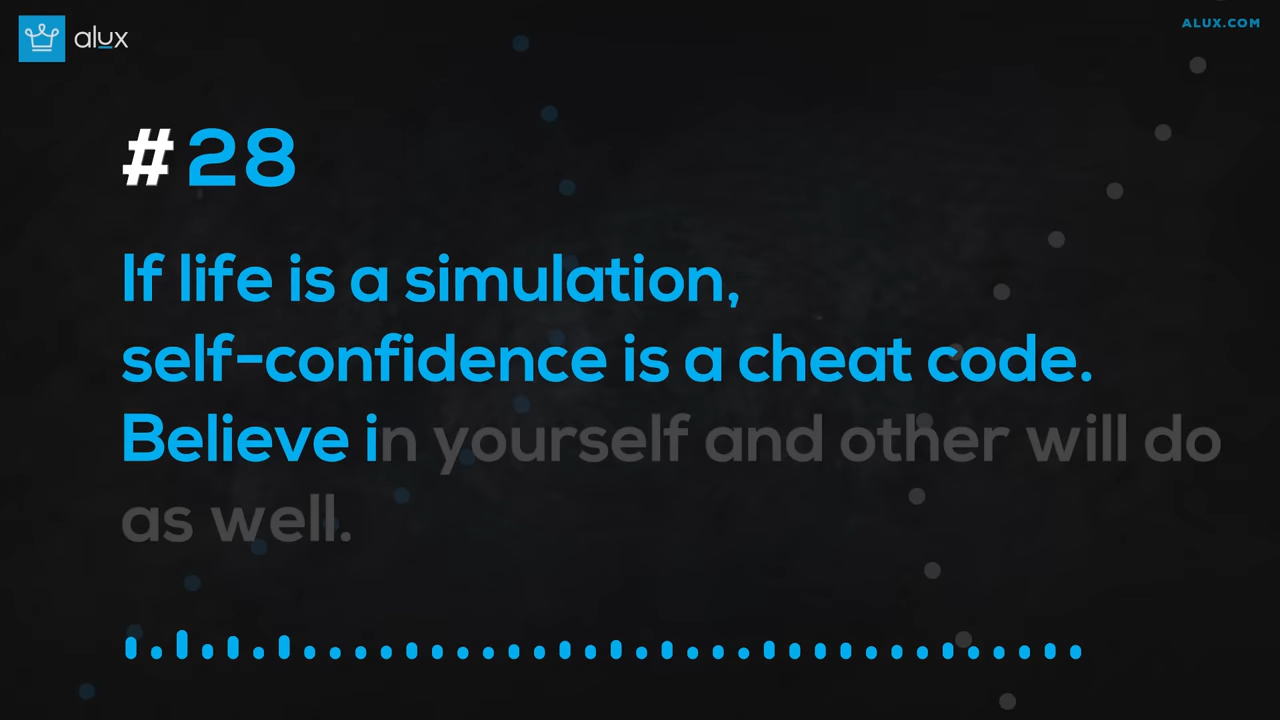 alux
ALUX.COM
#28
If life is a simulation,
self-confidence is a cheat code.
Believe in yourself and other will do
as well.